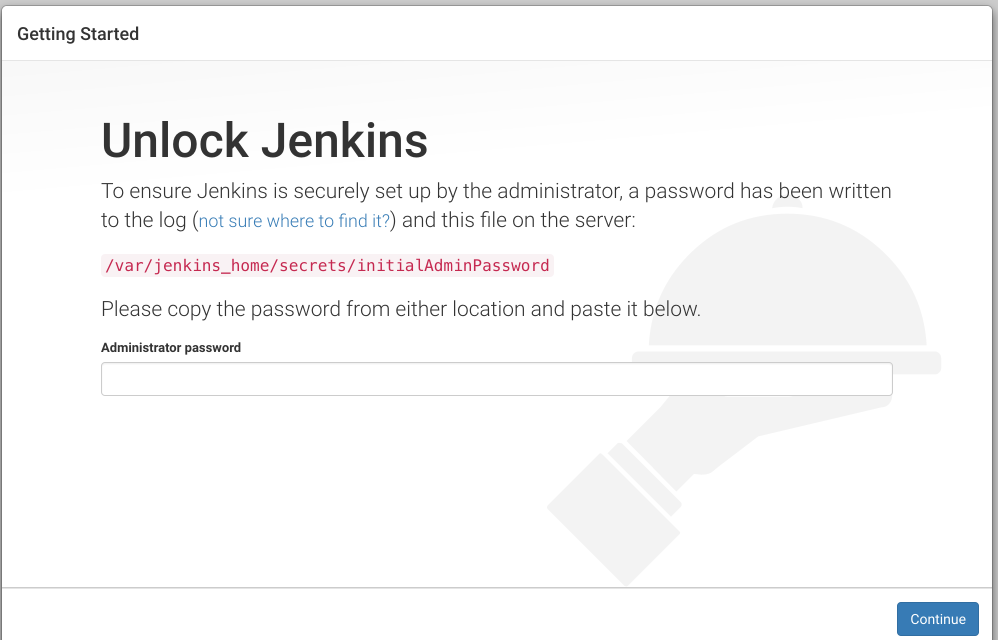 Getting Started
Unlock Jenkins
To ensure Jenkins is securely set up by the administrator, a password has been written
to the log (not sure where to find it?) and this file on the server:
/var/jenkins_home/secrets/initialAdminPassword
Please copy the password from either location and paste it below.
Administrator password
Continue